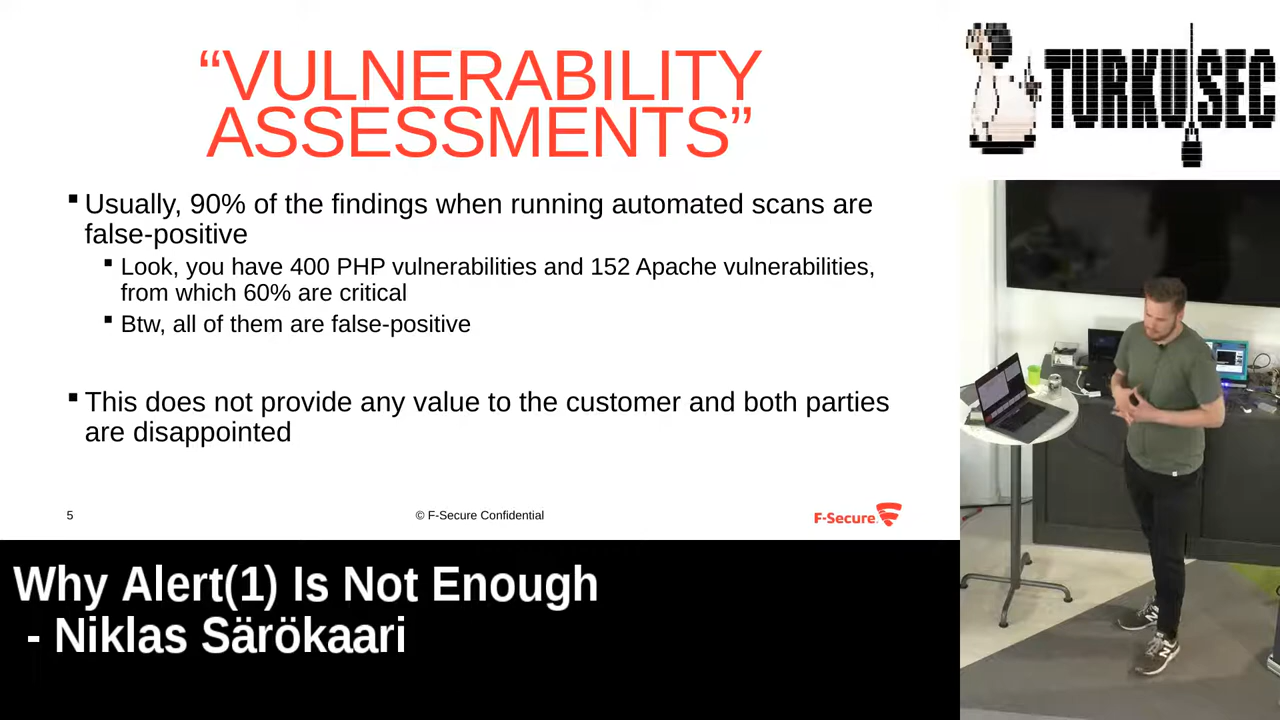 “VULNERABILITY
ASSESSMENTS”
▪ Usually, 90% of the findings when running automated scans are
false-positive
▪ Look, you have 400 PHP vulnerabilities and 152 Apache vulnerabilities,
from which 60% are critical
▪ Btw, all of them are false-positive
▪ This does not provide any value to the customer and both parties
are disappointed
5
© F-Secure Confidential
F-Secure.
TURKUSEC
Why Alert(1) Is Not Enough
- Niklas Särökaari